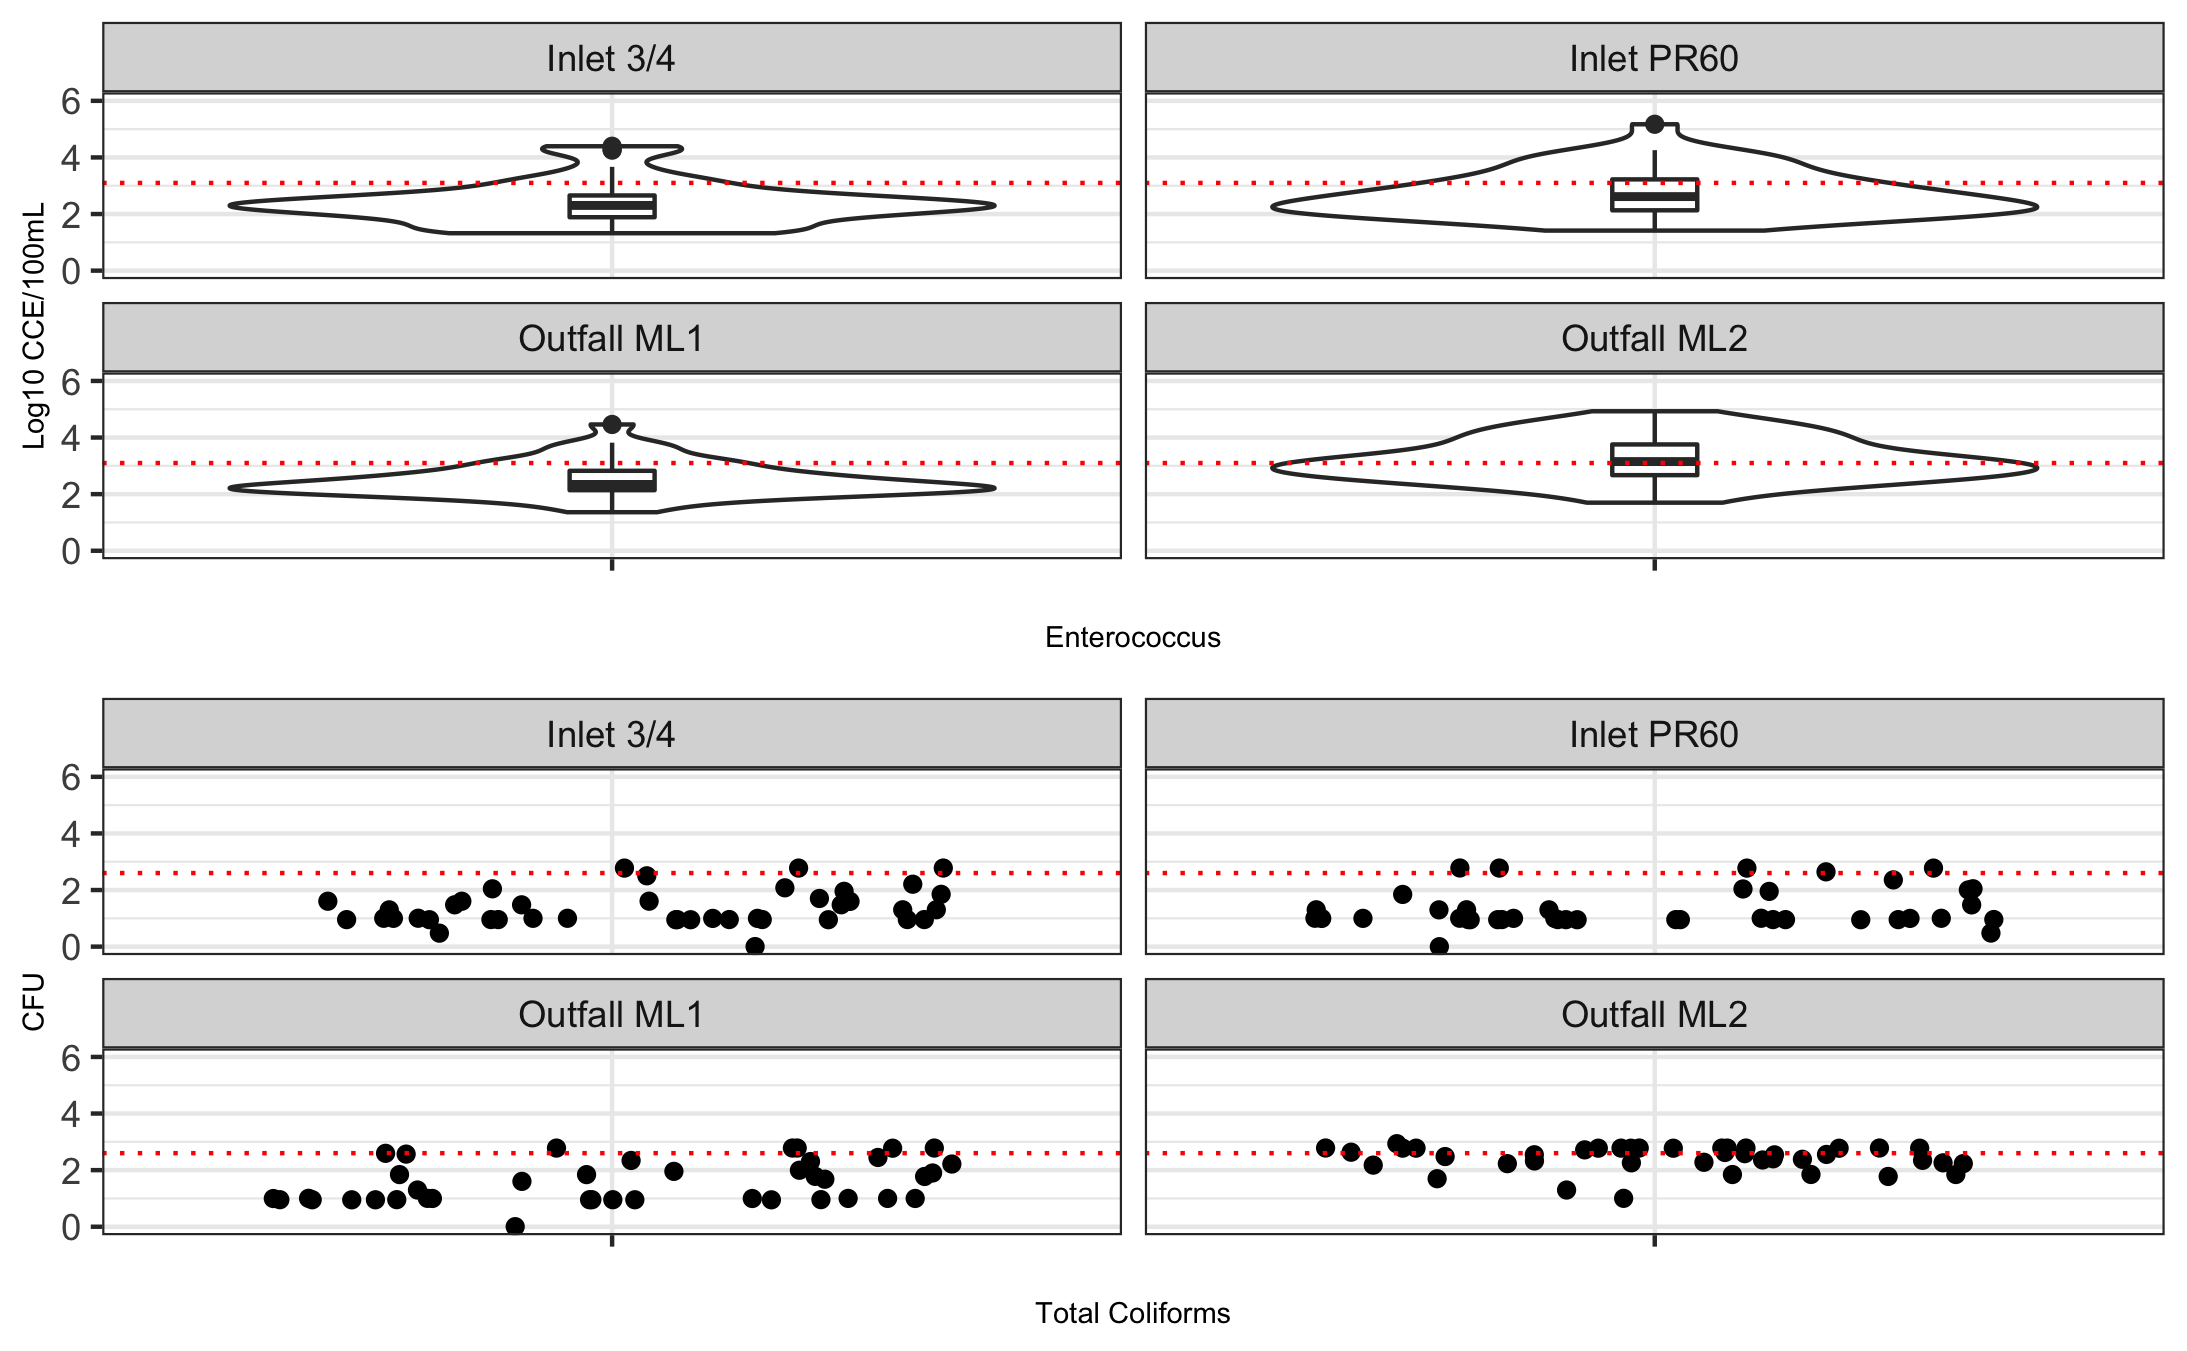 Inlet 3/4
Inlet PR60
6
4
2
0
Outfall ML1
Outfall ML2
6
4
2
0
Log10 CCE/100mL
Enterococcus
Inlet 3/4
Inlet PR60
6
4
2
0
Outfall ML1
Outfall ML2
6
4
2
0
CFU
Total Coliforms